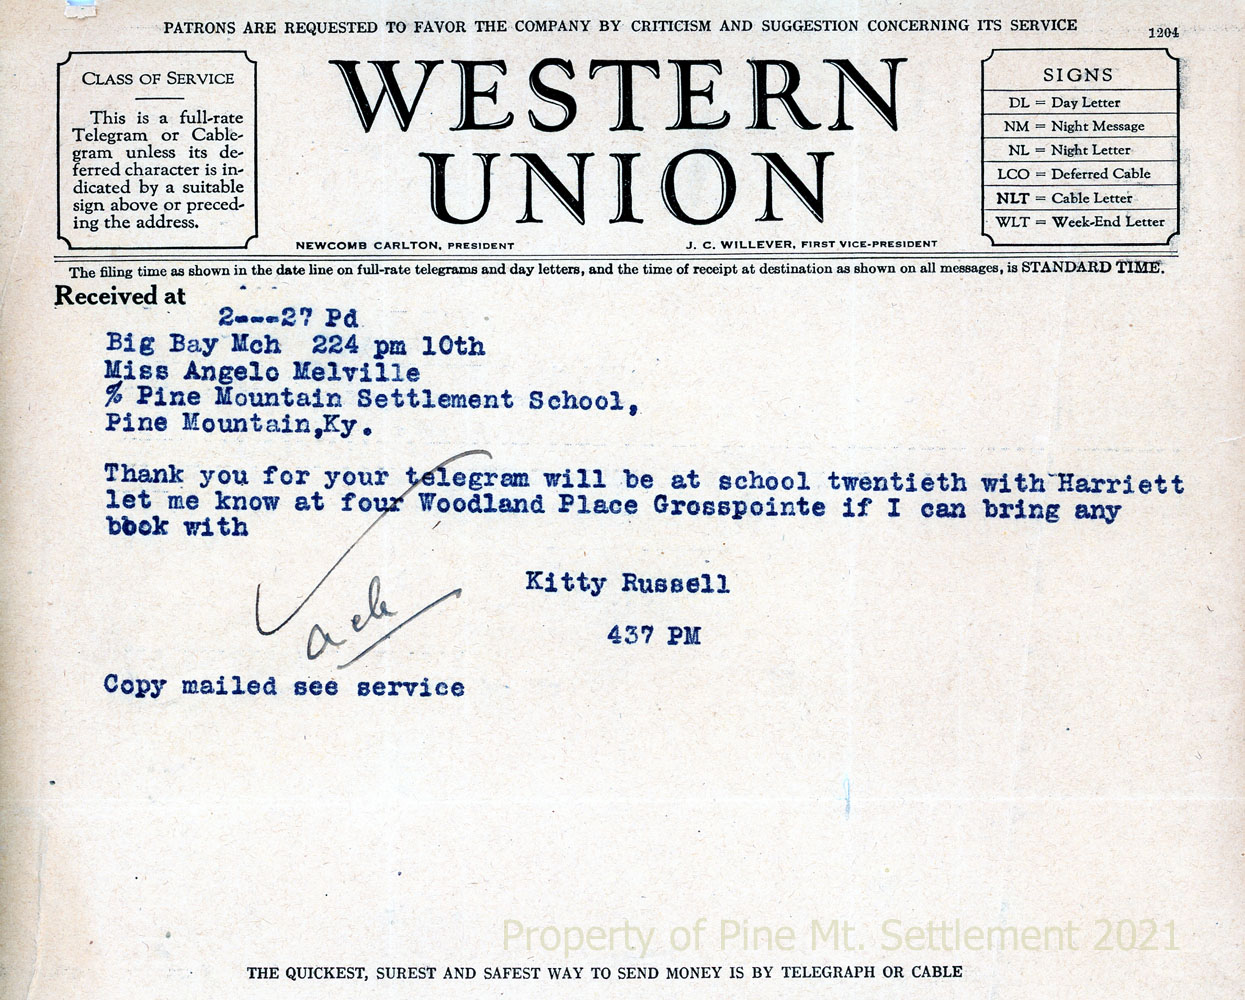 PATRONS ARE REQUESTED TO FAVOR THE COMPANY BY CRITICISM AND SUGGESTION CONCERNING ITS SERVICE
1204
CLASS OF SERVICE
This is a full-rate
Telegram or Cable-
gram unless its de-
ferred character is in-
dicated by a suitable
sign above or preced-
ing the address.
WESTERN
UNION
NEWCOMB CARLTON, PRESIDENT
J. C. WILLEVER, FIRST VICE-PRESIDENT
SIGNS
DL = Day Letter
NM = Night Message
NL = Night Letter
LCO = Deferred Cable
NLT = Cable Letter
WLT = Week-End Letter
The filing time as shown in the date line on full-rate telegrams and day letters, and the time of receipt at destination as shown on all messages, is STANDARD TIME.
Received at
2---27 Pd
Big Bay Mch 224 pm 10th
Miss Angelo Melville
% Pine Mountain Settlement School,
Pine Mountain,Ky.
Thank you for your telegram will be at school twentieth with Harriett
let me know at four Woodland Place Grosspointe if I can bring any
book with
Kitty Russell
ack
437 PM
Copy mailed see service
Property of Pine Mt. Settlement 2021
THE QUICKEST, SUREST AND SAFEST WAY TO SEND MONEY IS BY TELEGRAPH OR CABLE